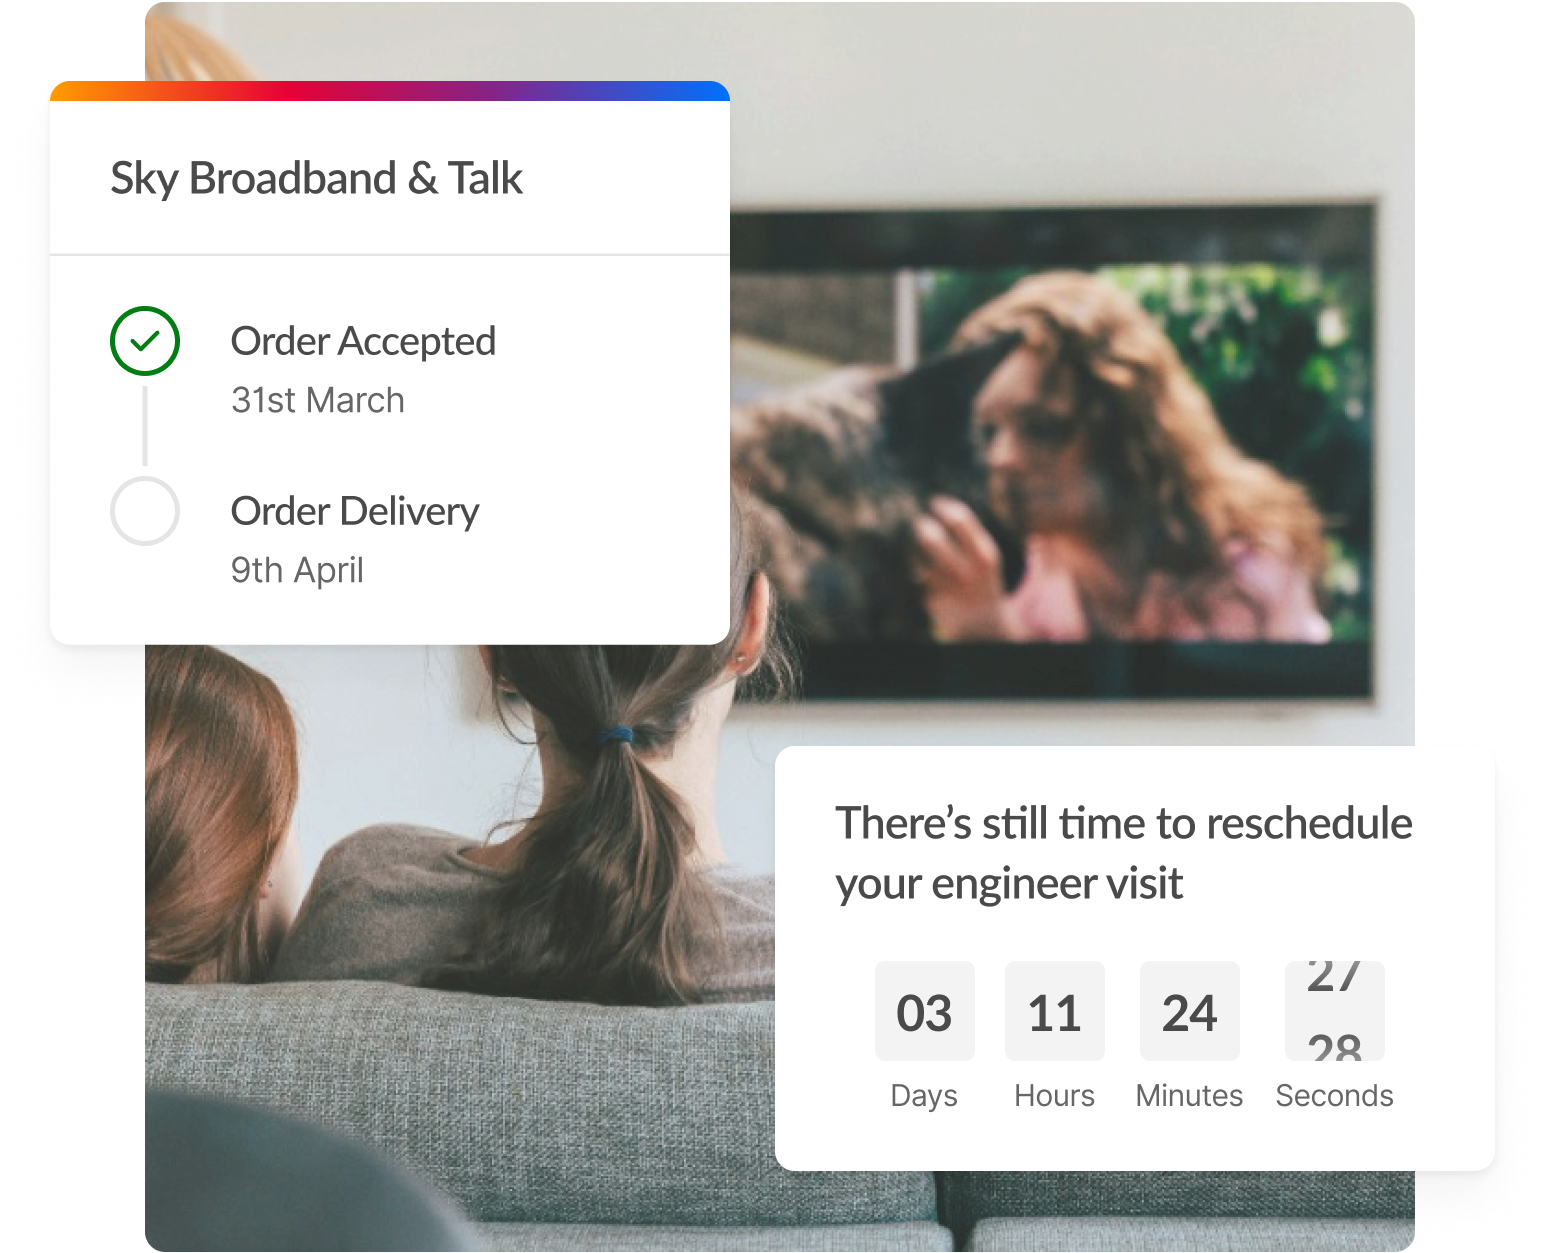 Sky Broadband & Talk
Order Accepted
31st March
Order Delivery
9th April
There’s still time to reschedule
your engineer visit
03 11 24 27
28
Days Hours Minutes Seconds